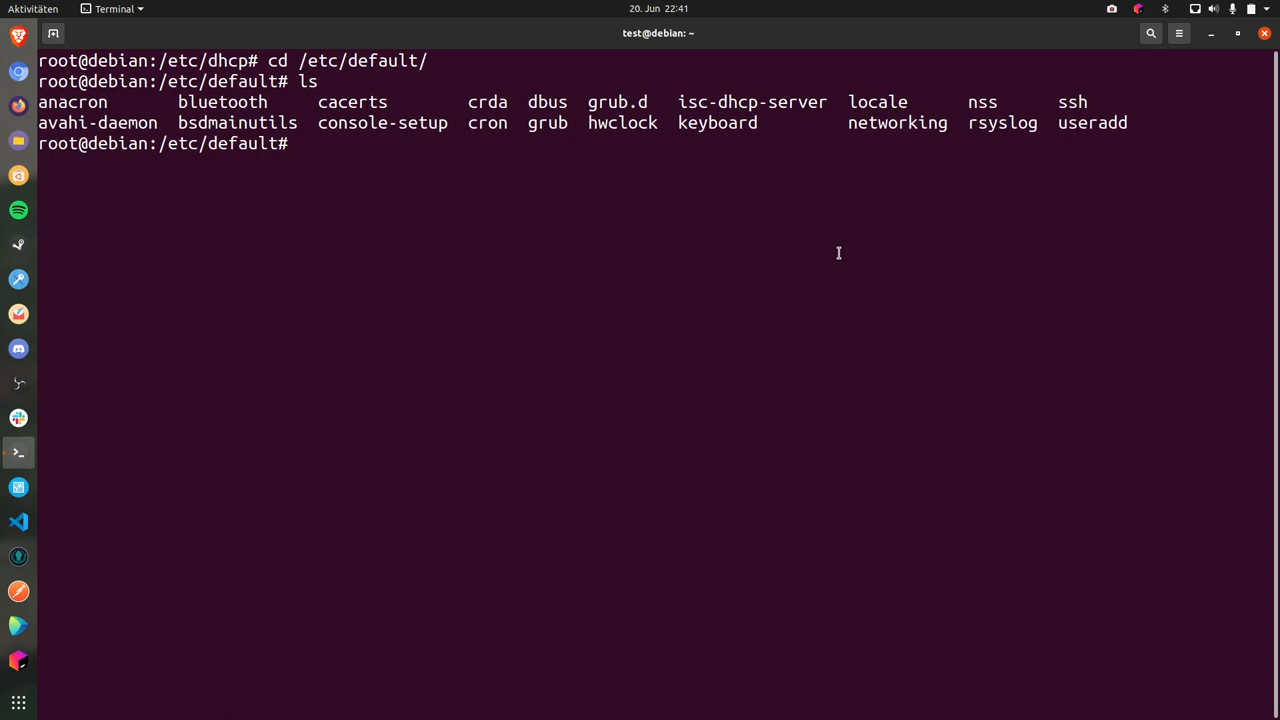 Aktivitäten Terminal 20. Jun 22:41
test@debian: ~
root@debian:/etc/dhcp# cd /etc/default/
root@debian:/etc/default# ls
anacron bluetooth cacerts crda dbus grub.d isc-dhcp-server locale nss ssh
avahi-daemon bsdmainutils console-setup cron grub hwclock keyboard networking rsyslog useradd
root@debian:/etc/default#